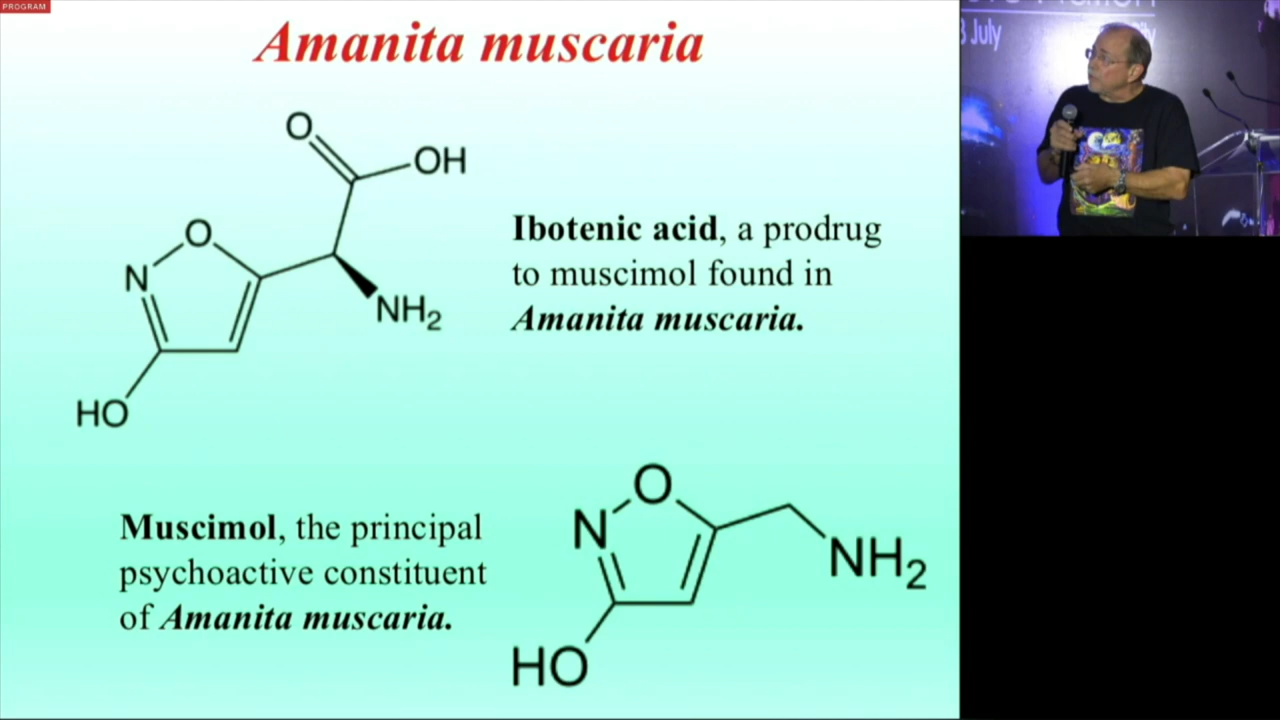 PROGRAM
Amanita muscaria
O
OH
O
N
NH2
HO
Ibotenic acid, a prodrug
to muscimol found in
Amanita muscaria.
Muscimol, the principal
psychoactive constituent
of Amanita muscaria.
O
N
NH2
HO
3 July